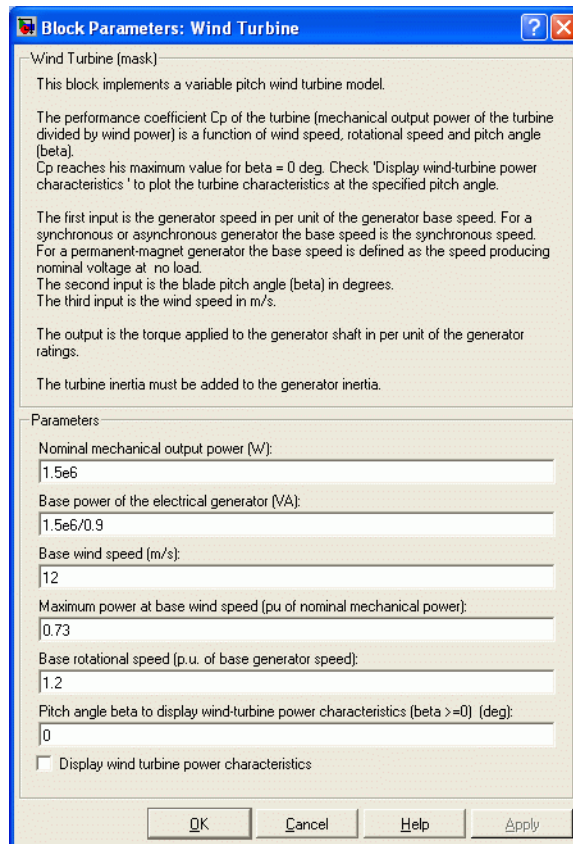 Block Parameters: Wind Turbine
Wind Turbine (mask)
This block implements a variable pitch wind turbine model.
The performance coefficient Cp of the turbine (mechanical output power of the turbine
divided by wind power) is a function of wind speed, rotational speed and pitch angle
(beta).
Cp reaches his maximum value for beta = 0 deg. Check 'Display wind-turbine power
characteristics ' to plot the turbine characteristics at the specified pitch angle.
The first input is the generator speed in per unit of the generator base speed. For a
synchronous or asynchronous generator the base speed is the synchronous speed.
For a permanent-magnet generator the base speed is defined as the speed producing
nominal voltage at no load.
The second input is the blade pitch angle (beta) in degrees.
The third input is the wind speed in m/s.
The output is the torque applied to the generator shaft in per unit of the generator
ratings.
The turbine inertia must be added to the generator inertia.
Parameters
Nominal mechanical output power (W):
1.5e6
Base power of the electrical generator (VA):
1.5e6/0.9
Base wind speed (m/s):
12
Maximum power at base wind speed (pu of nominal mechanical power):
0.73
Base rotational speed (p.u. of base generator speed):
1.2
Pitch angle beta to display wind-turbine power characteristics (beta >=0) (deg):
0
Display wind turbine power characteristics
OK Cancel Help Apply